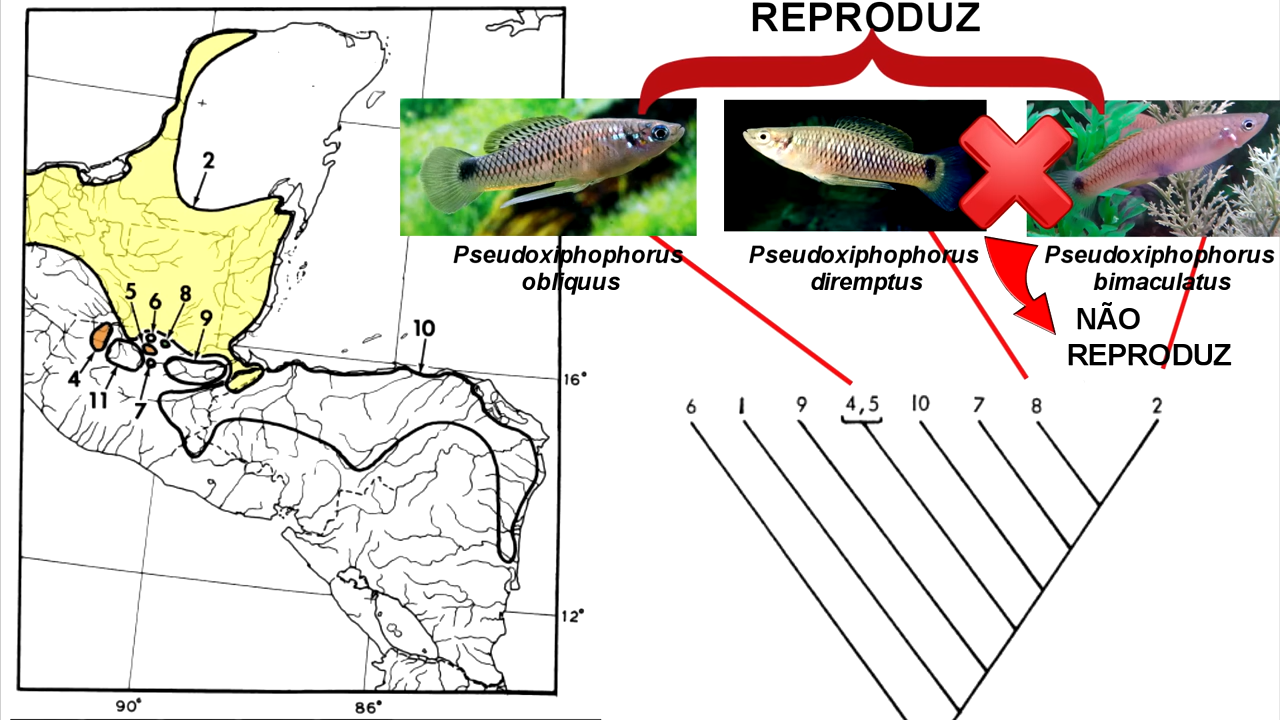 REPRODUZ
Pseudoxiphophorus
obliquus
Pseudoxiphophorus
diremptus
Pseudoxiphophorus
bimaculatus
NÃO
REPRODUZ
2
5
6
8
9
10
4
11
7
16°
12°
90°
86°
6 1 9 4,5 10 7 8 2